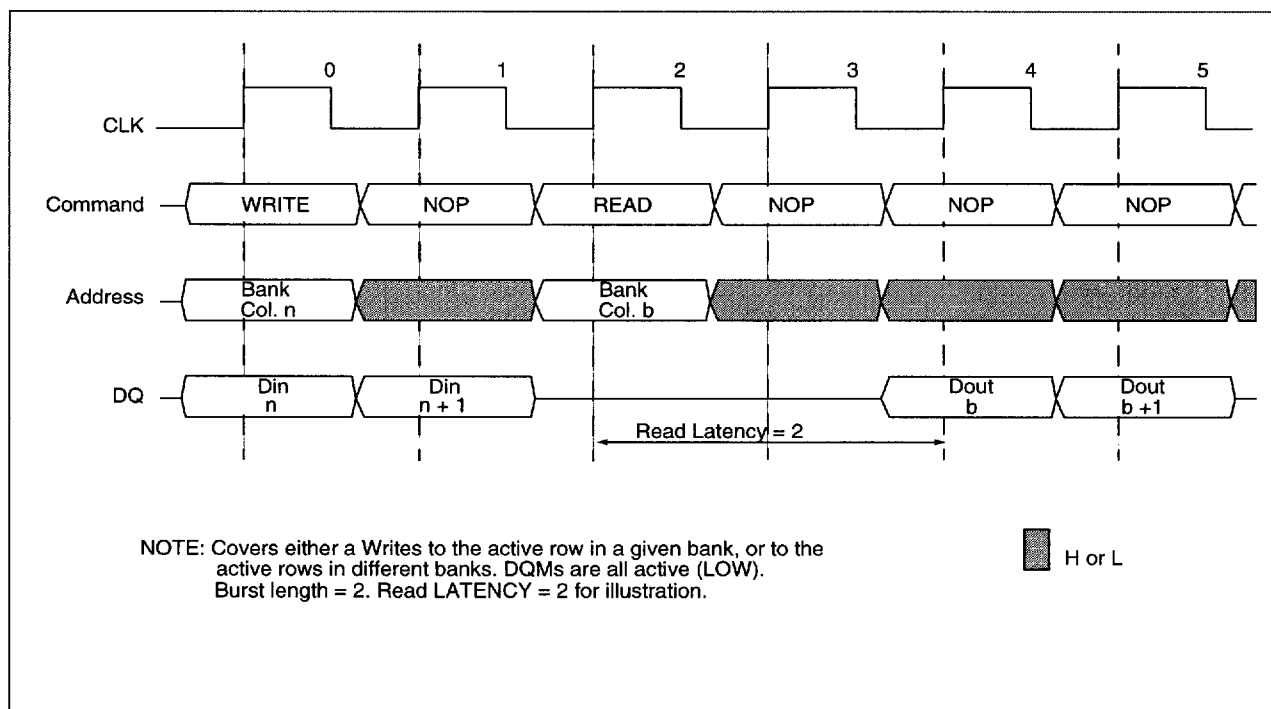 0 1 2 3 4 5
CLK
Command WRITE NOP READ NOP NOP NOP
Address Bank Col. n Bank Col. b
DQ Din n Din n + 1 Dout b Dout b +1
Read Latency = 2
NOTE: Covers either a Writes to the active row in a given bank, or to the
active rows in different banks. DQMs are all active (LOW).
Burst length = 2. Read LATENCY = 2 for illustration.
H or L